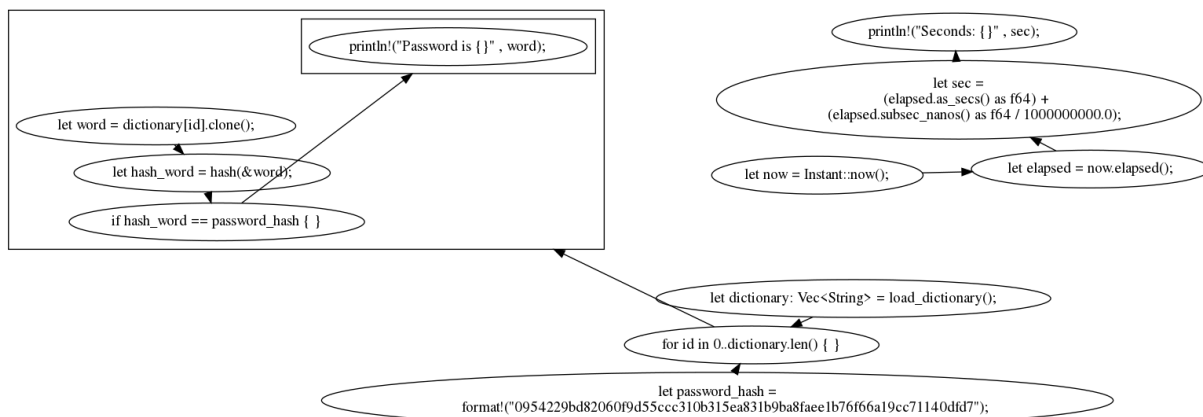 println!("Password is {}" , word);
let word = dictionary[id].clone();
let hash_word = hash(&word);
if hash_word == password_hash { }
println!("Seconds: {}" , sec);
let sec =
(elapsed.as_secs() as f64) +
(elapsed.subsec_nanos() as f64 / 1000000000.0);
let now = Instant::now();
let elapsed = now.elapsed();
let dictionary: Vec<String> = load_dictionary();
for id in 0..dictionary.len() { }
let password_hash =
format!("0954229bd82060f9d55ccc310b315ea831b9ba8faee1b76f66a19cc71140dfd7");